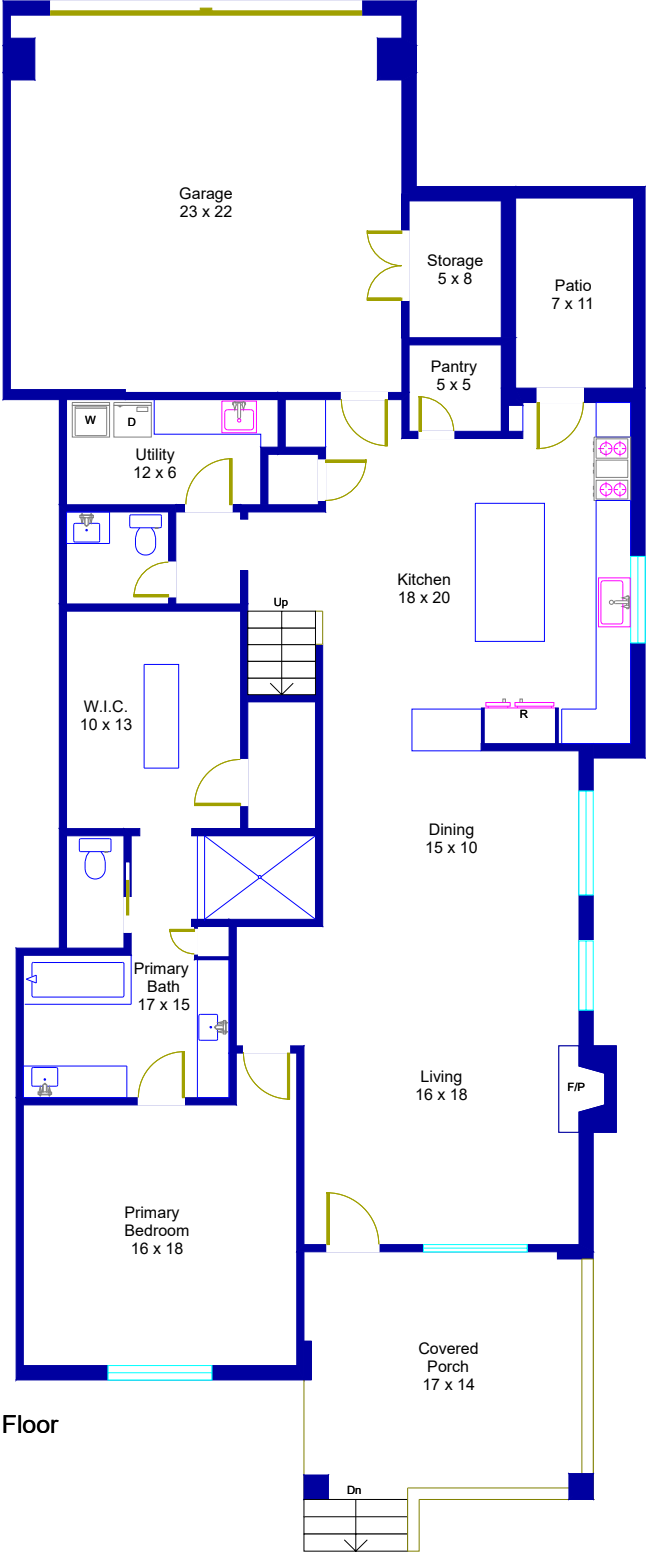 Garage
23 x 22
Storage
5 x 8
Patio
7 x 11
Pantry
5 x 5
W
D
Utility
12 x 6
Kitchen
18 x 20
Up
W.I.C.
10 x 13
R
Dining
15 x 10
Primary
Bath
17 x 15
Living
16 x 18
F/P
Primary
Bedroom
16 x 18
Covered
Porch
17 x 14
Floor
Dn